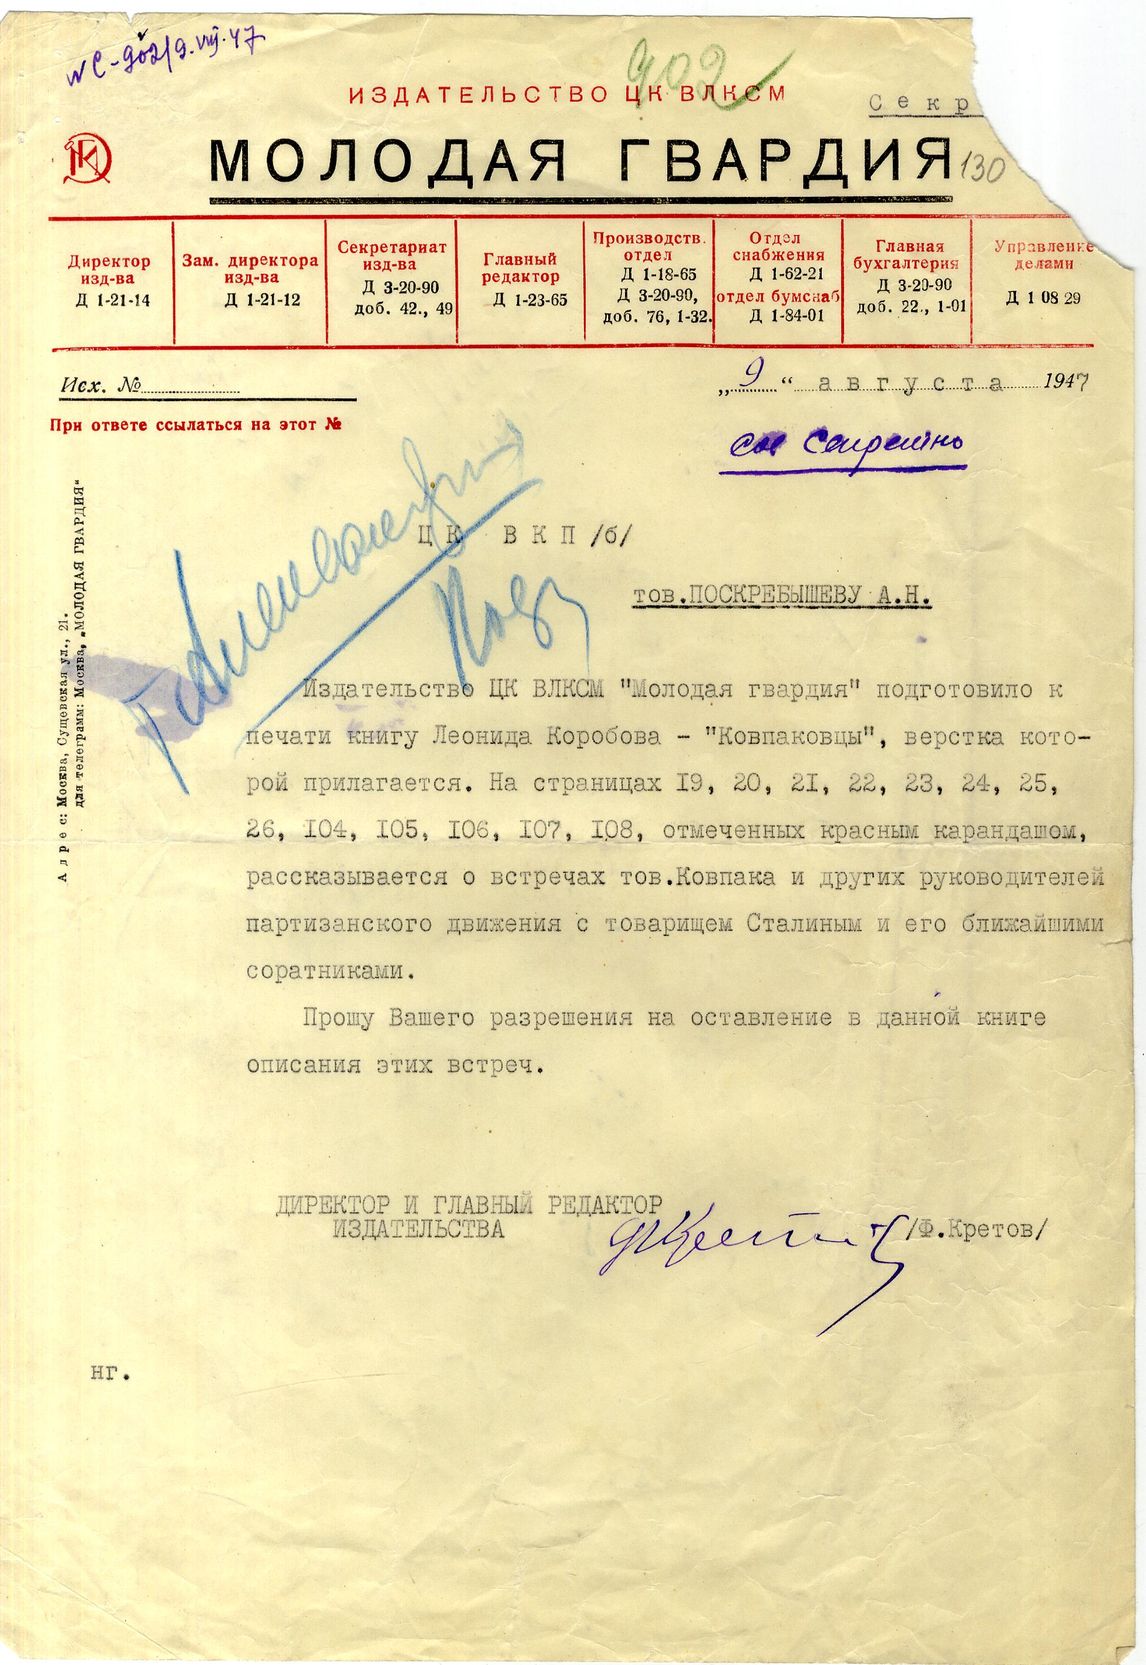 № С-902/9.VIII.47
902
ИЗДАТЕЛЬСТВО ЦК ВЛКСМ
Секр
МОЛОДАЯ ГВАРДИЯ
130
Директор
изд-ва
Д 1-21-14
Зам. директора
изд-ва
Д 1-21-12
Секретариат
изд-ва
Д 3-20-90
доб. 42., 49
Главный
редактор
Д 1-23-65
Производств.
отдел
Д 1-18-65
Д 3-20-90,
доб. 76, 1-32.
Отдел
снабжения
Д 1-62-21
отдел бумснаб
Д 1-84-01
Главная
бухгалтерия
Д 3-20-90
доб. 22., 1-01
Управление
делами
Д 1 08 29
Исх. №
„ 9 “ августа 1947
При ответе ссылаться на этот №
Секретно
Адрес: Москва, Сущевская ул., 21.
для телеграмм: Москва, „МОЛОДАЯ ГВАРДИЯ“
ЦК ВКП /б/
тов.ПОСКРЕБЫШЕВУ А.Н.
Издательство ЦК ВЛКСМ "Молодая гвардия" подготовило к
печати книгу Леонида Коробова - "Ковпаковцы", верстка кото-
рой прилагается. На страницах 19, 20, 21, 22, 23, 24, 25,
26, 104, 105, 106, 107, 108, отмеченных красным карандашом,
рассказывается о встречах тов.Ковпака и других руководителей
партизанского движения с товарищем Сталиным и его ближайшими
соратниками.
Прошу Вашего разрешения на оставление в данной книге
описания этих встреч.
ДИРЕКТОР И ГЛАВНЫЙ РЕДАКТОР
ИЗДАТЕЛЬСТВА
/Ф.Кретов/
нг.